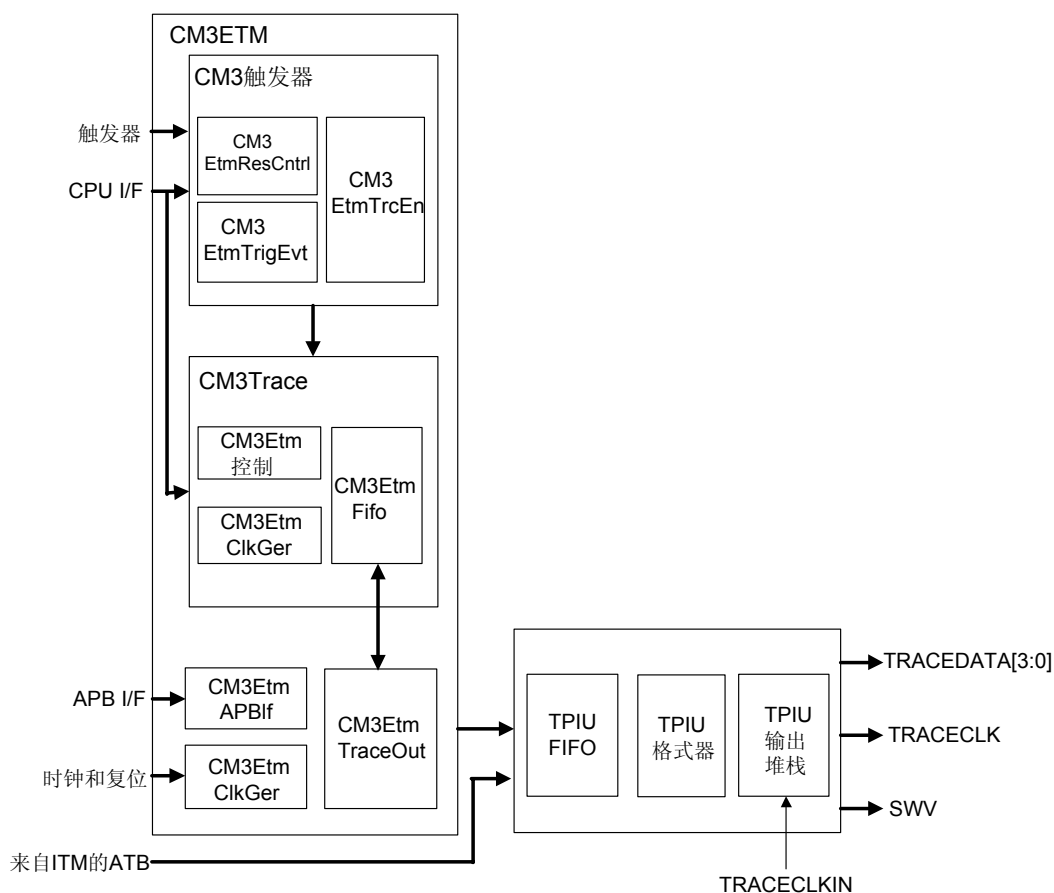 CM3ETM
CM3触发器
触发器
CM3
EtmResCntrl
CM3
EtmTrcEn
CPU I/F
CM3
EtmTrigEvt
CM3Trace
CM3Etm
控制
CM3Etm
Fifo
CM3Etm
ClkGer
APB I/F
CM3Etm
APBIf
CM3Etm
TraceOut
时钟和复位
CM3Etm
ClkGer
来自ITM的ATB
TPIU
FIFO
TPIU
格式器
TPIU
输出
堆栈
TRACEDATA[3:0]
TRACECLK
SWV
TRACECLKIN